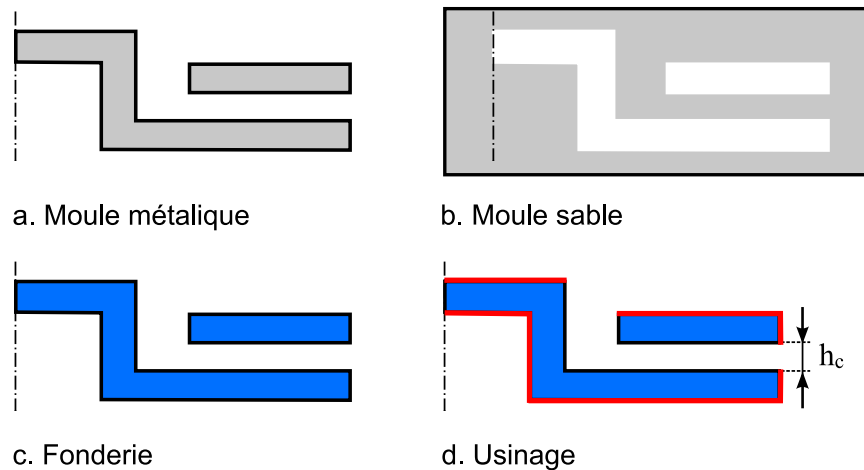 a. Moule métalique
b. Moule sable
c. Fonderie
d. Usinage
hc